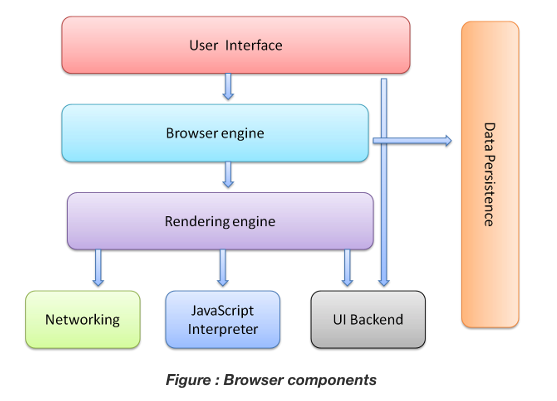 User Interface
Browser engine
Data Persistence
Rendering engine
Networking
JavaScript
Interpreter
UI Backend
Figure : Browser components